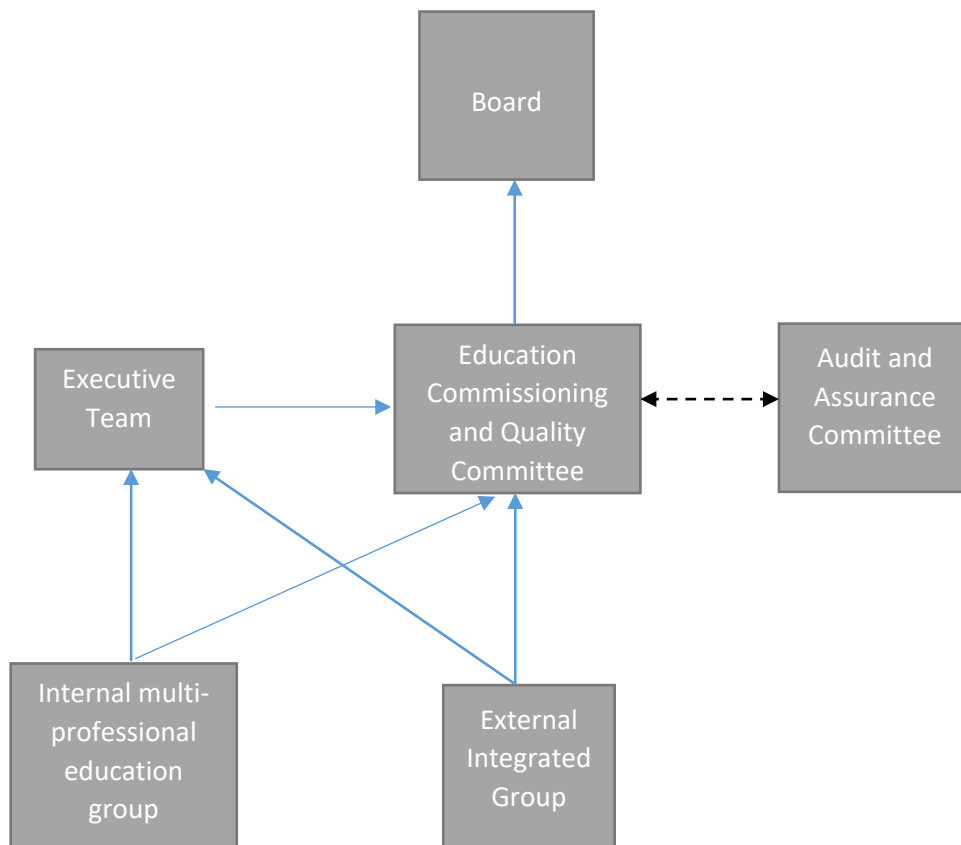 Board
Executive
Team
Education
Commissioning
and Quality
Committee
Audit and
Assurance
Committee
Internal multi-
professional
education
group
External
Integrated
Group